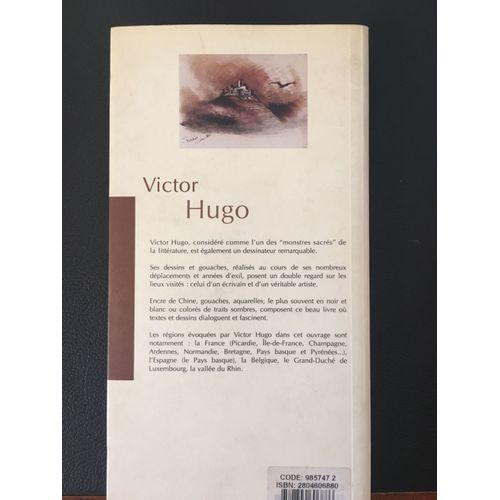 Victor
Hugo
Victor Hugo, considéré comme l'un des "monstres sacrés" de
la littérature, est également un dessinateur remarquable.
Ses dessins et gouaches, réalisés au cours de ses nombreux
déplacements et années d'exil, posent un double regard sur les
lieux visités : celui d'un écrivain et d'un véritable artiste.
Encre de Chine, gouaches, aquarelles, le plus souvent en noir et
blanc ou colorés de traits sombres, composent ce beau livre où
textes et dessins dialoguent et fascinent.
Les régions évoquées par Victor Hugo dans cet ouvrage sont
notamment : la France (Picardie, Île-de-France, Champagne,
Ardennes, Normandie, Bretagne, Pays basque et Pyrénées...),
l'Espagne (le Pays basque), la Belgique, le Grand-Duché de
Luxembourg, la vallée du Rhin.
CODE: 985747 2
ISBN: 2804606880